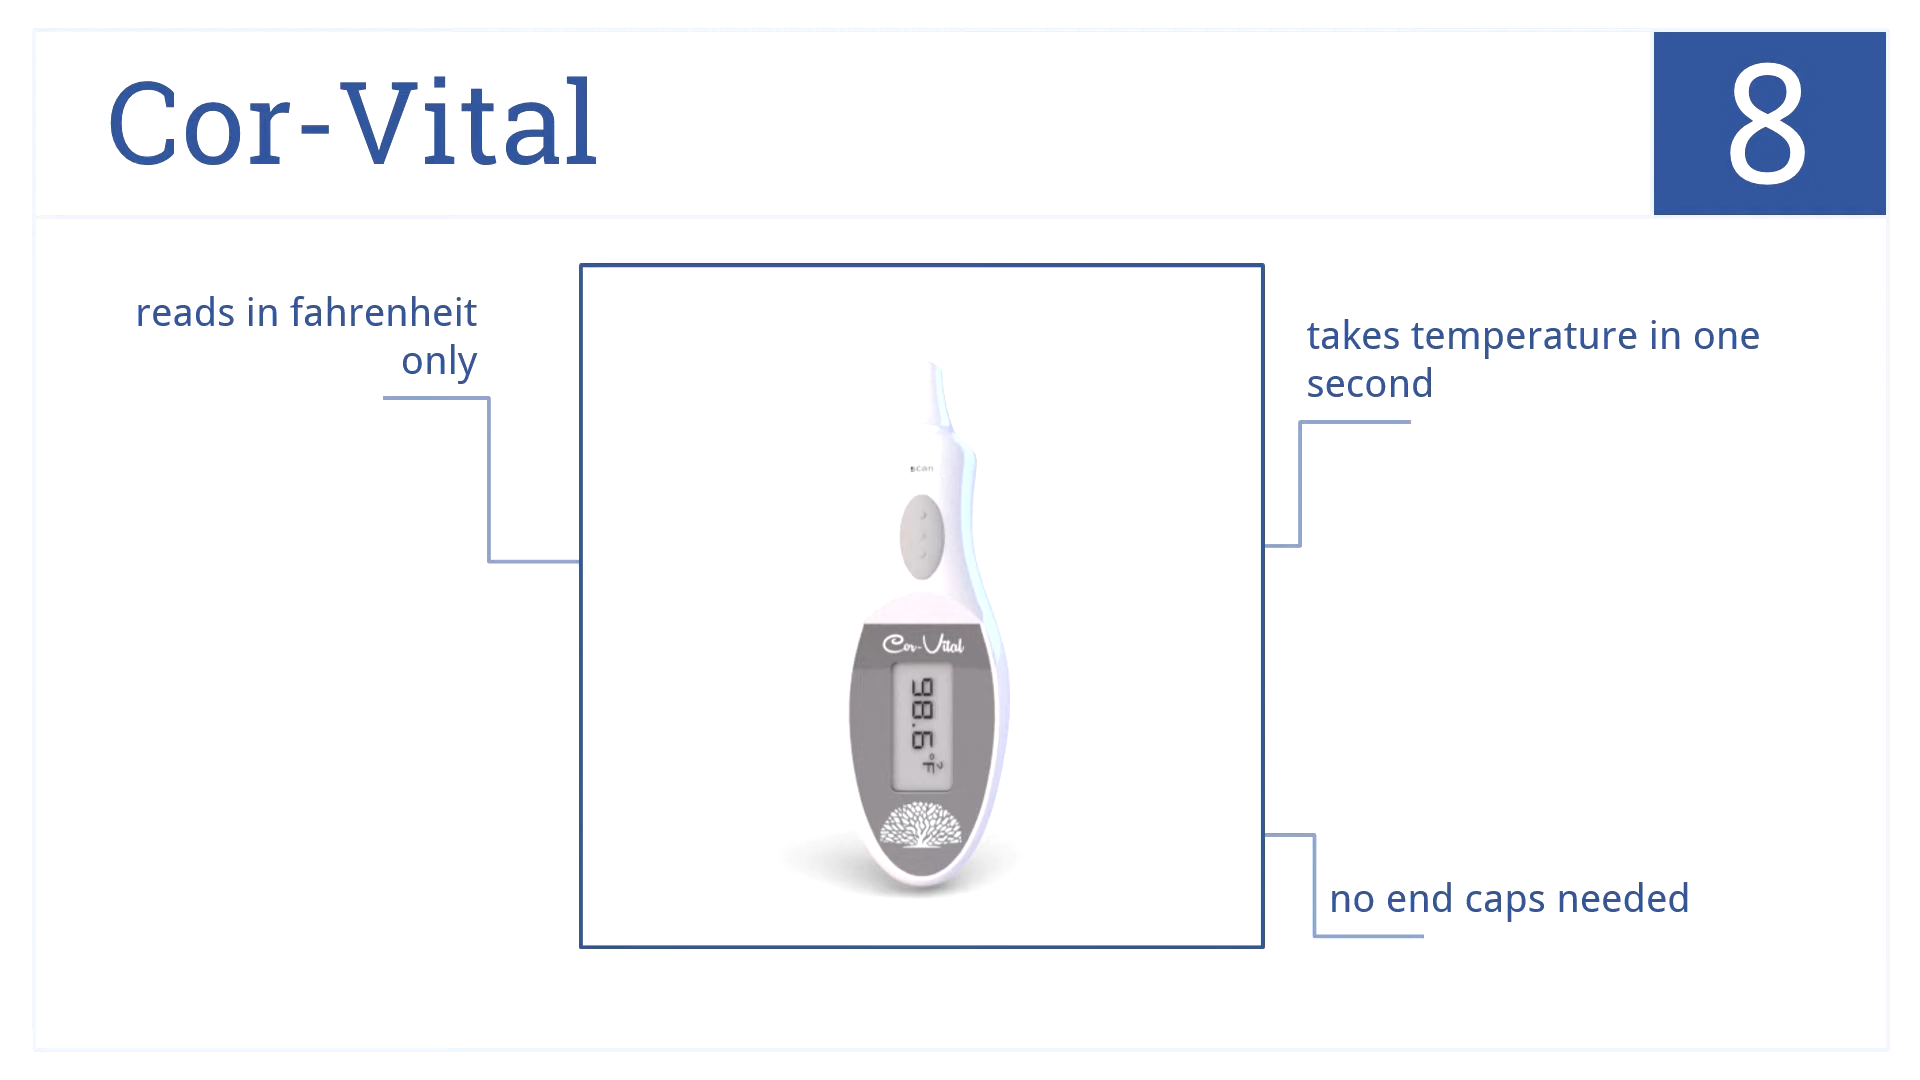 Cor-Vital
8
reads in fahrenheit
only
takes temperature in one
second
scan
Cor-Vital
98.6
°F
no end caps needed